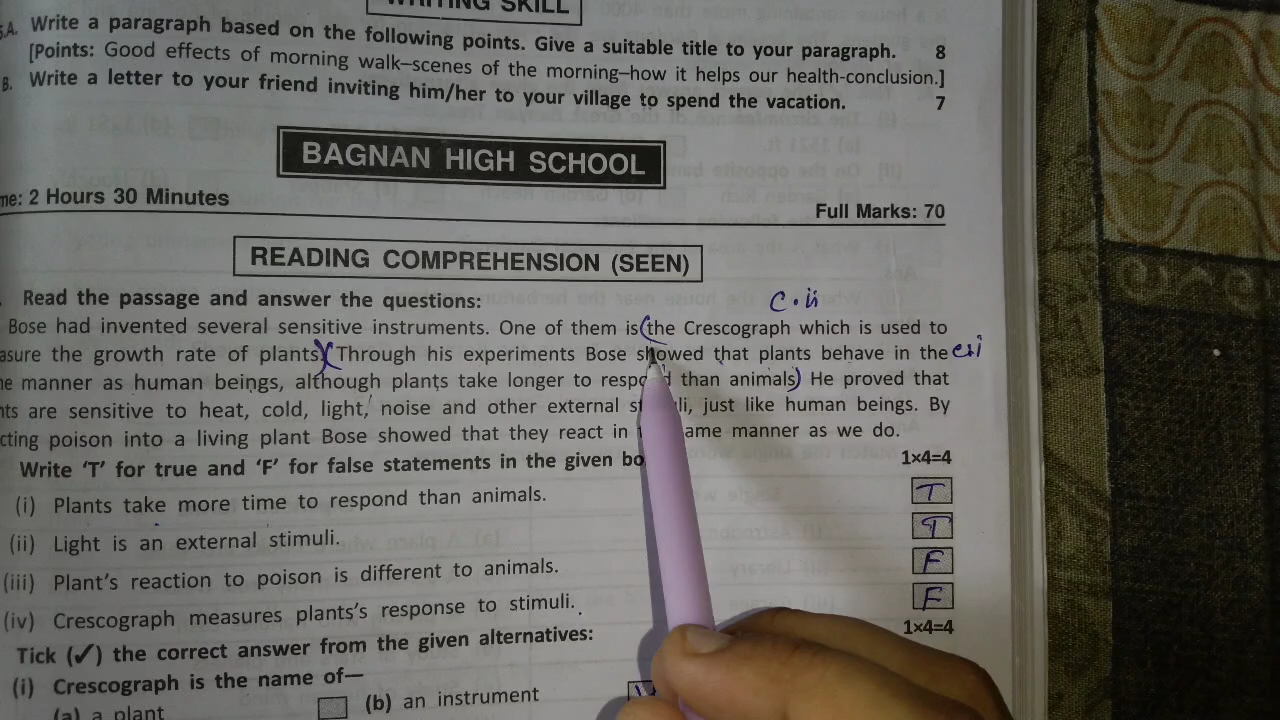 WRITING SKILL
5.A. Write a paragraph based on the following points. Give a suitable title to your paragraph. 8
[Points: Good effects of morning walk–scenes of the morning–how it helps our health-conclusion.]
B. Write a letter to your friend inviting him/her to your village to spend the vacation. 7
BAGNAN HIGH SCHOOL
me: 2 Hours 30 Minutes
Full Marks: 70
READING COMPREHENSION (SEEN)
Read the passage and answer the questions:
C.ii
Bose had invented several sensitive instruments. One of them is (the Crescograph which is used to
asure the growth rate of plants) (Through his experiments Bose showed that plants behave in the
e manner as human beings, although plants take longer to respo d than animals) He proved that
nts are sensitive to heat, cold, light, noise and other external st li, just like human beings. By
cting poison into a living plant Bose showed that they react in ame manner as we do.
Write ‘T’ for true and ‘F’ for false statements in the given bo 1×4=4
(i) Plants take more time to respond than animals. T
(ii) Light is an external stimuli. T
(iii) Plant’s reaction to poison is different to animals. F
(iv) Crescograph measures plants’s response to stimuli. F
Tick (✓) the correct answer from the given alternatives: 1×4=4
(i) Crescograph is the name of—
(a) a plant (b) an instrument